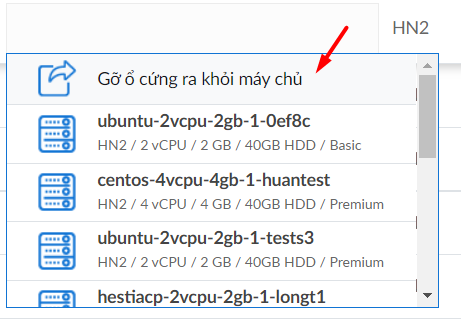 HN2
Gỡ ổ cứng ra khỏi máy chủ
ubuntu-2vcpu-2gb-1-0ef8c
HN2 / 2 vCPU / 2 GB / 40GB HDD / Basic
centos-4vcpu-4gb-1-huantest
HN2 / 4 vCPU / 4 GB / 40GB HDD / Premium
ubuntu-2vcpu-2gb-1-tests3
HN2 / 2 vCPU / 2 GB / 40GB HDD / Premium
hestiacp-2vcpu-2gb-1-longt1